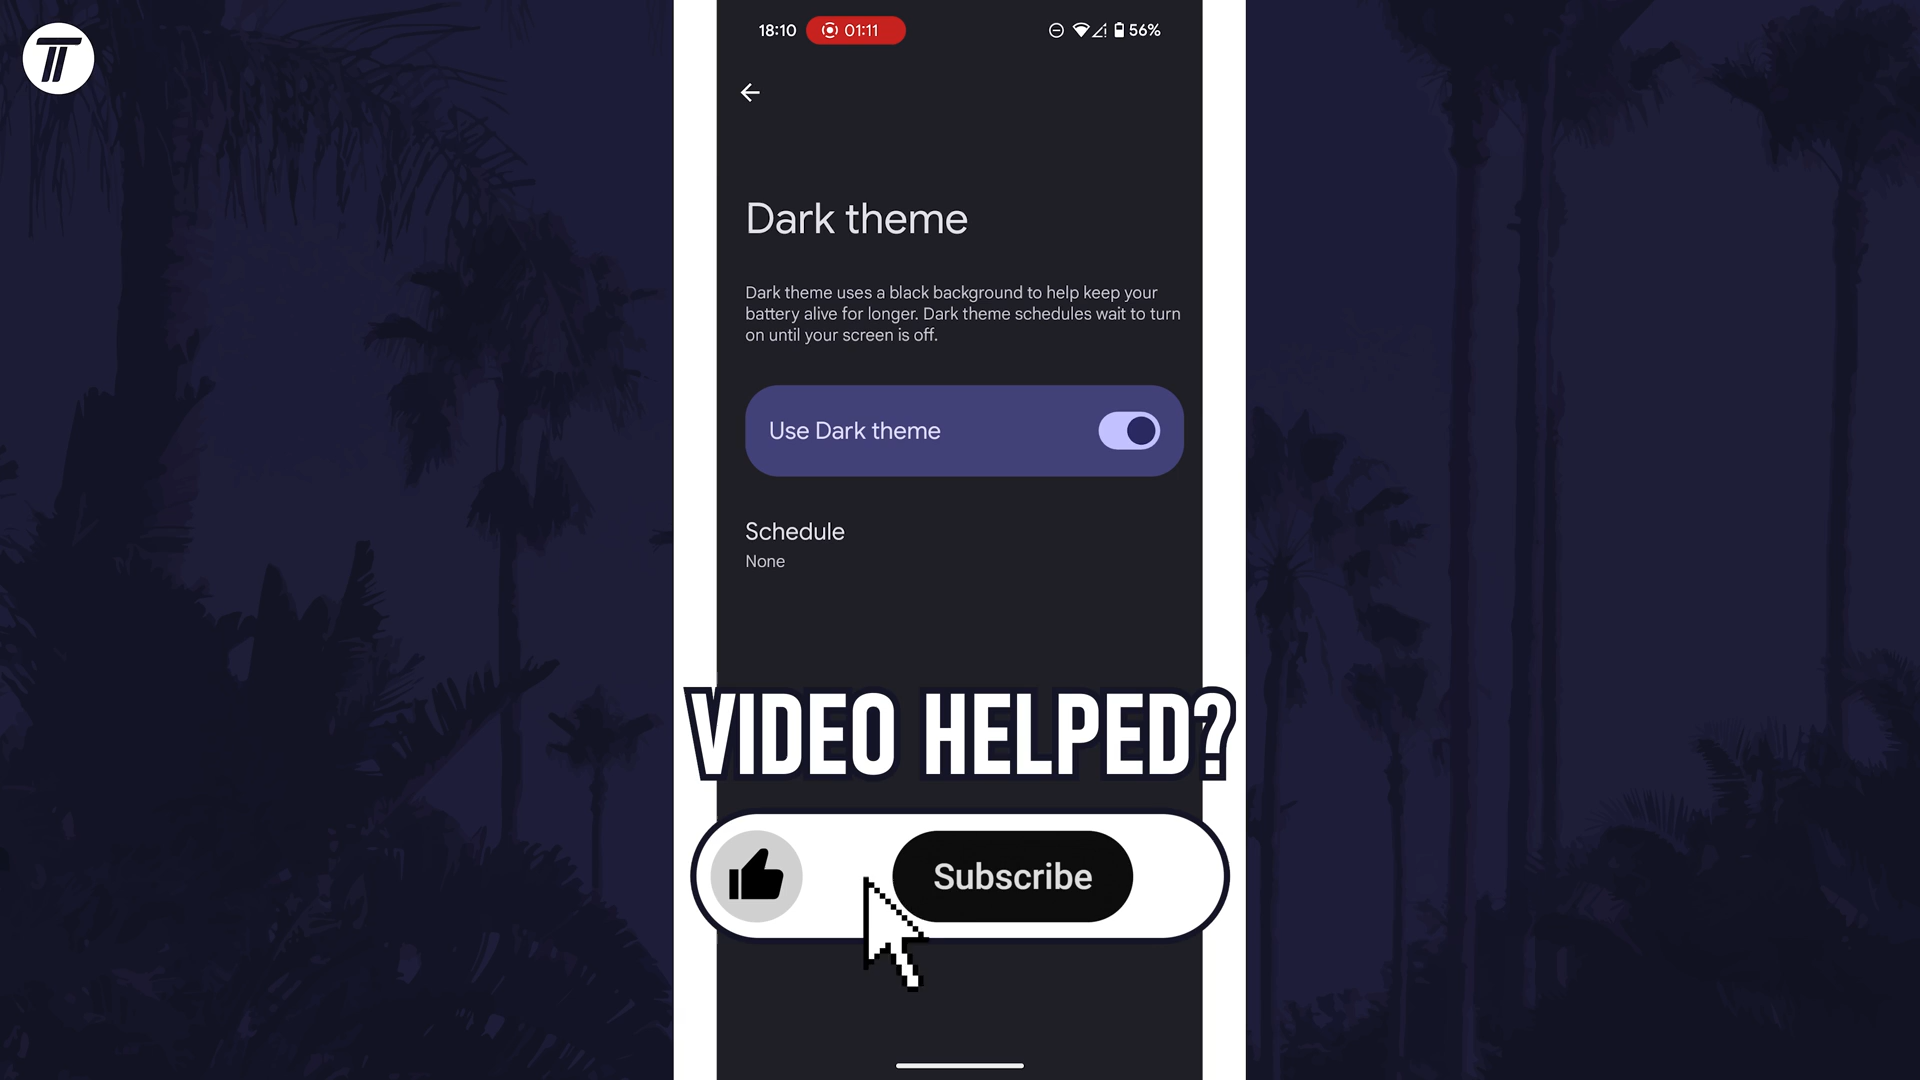 18:10 01:11 56%
Dark theme
Dark theme uses a black background to help keep your
battery alive for longer. Dark theme schedules wait to turn
on until your screen is off.
Use Dark theme
Schedule
None
VIDEO HELPED?
Subscribe